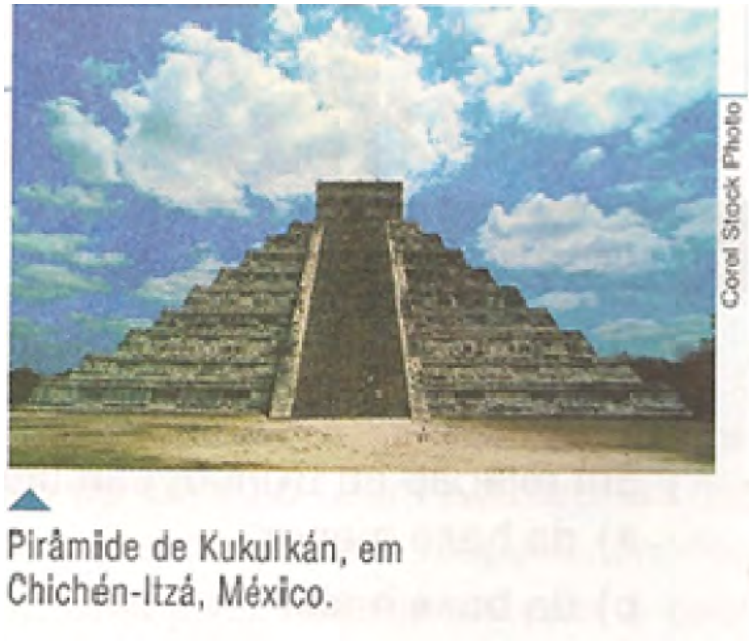 Corel Stock Photo
Pirâmide de Kukulkán, em
Chichén-Itzá, México.